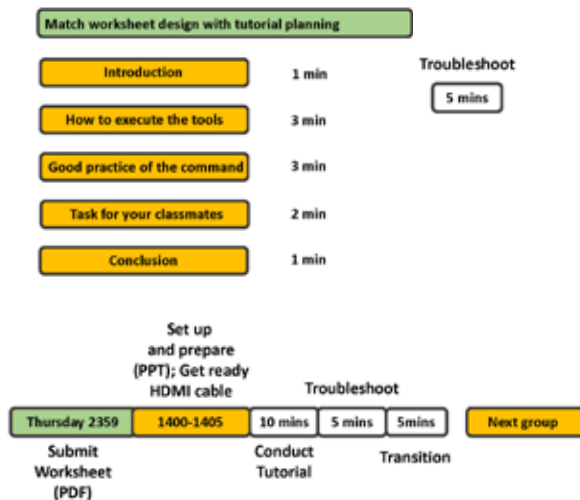 Match worksheet design with tutorial planning
Introduction
1 min
Troubleshoot
5 mins
How to execute the tools
3 min
Good practice of the command
3 min
Task for your classmates
2 min
Conclusion
1 min
Set up
and prepare
(PPT); Get ready
HDMI cable
Troubleshoot
Thursday 2359
1400-1405
10 mins
5 mins
5mins
Next group
Submit
Worksheet
(PDF)
Conduct
Tutorial
Transition